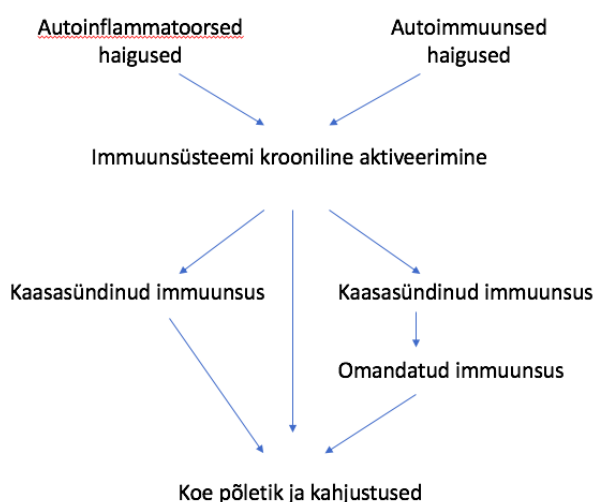 Autoinflammatoorsed
haigused
Autoimmuunsed
haigused
Immuunsüsteemi krooniline aktiveerimine
Kaasasündinud immuunsus
Kaasasündinud immuunsus
Omandatud immuunsus
Koe põletik ja kahjustused